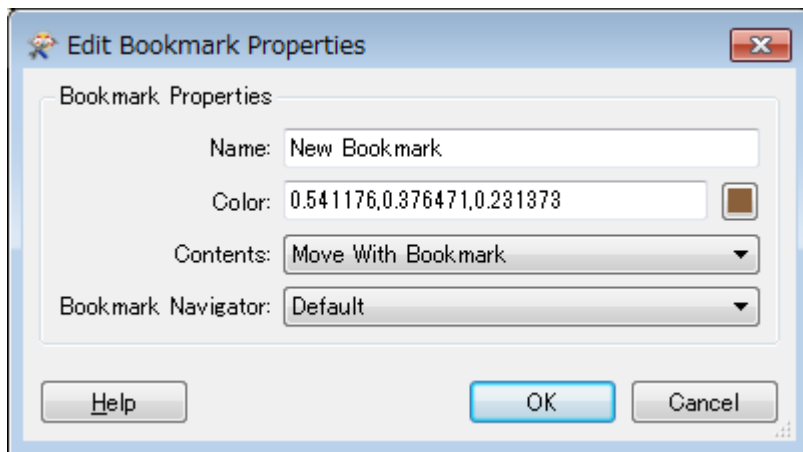 Edit Bookmark Properties
Bookmark Properties
Name: New Bookmark
Color: 0.541176,0.376471,0.231373
Contents: Move With Bookmark
Bookmark Navigator: Default
Help OK Cancel